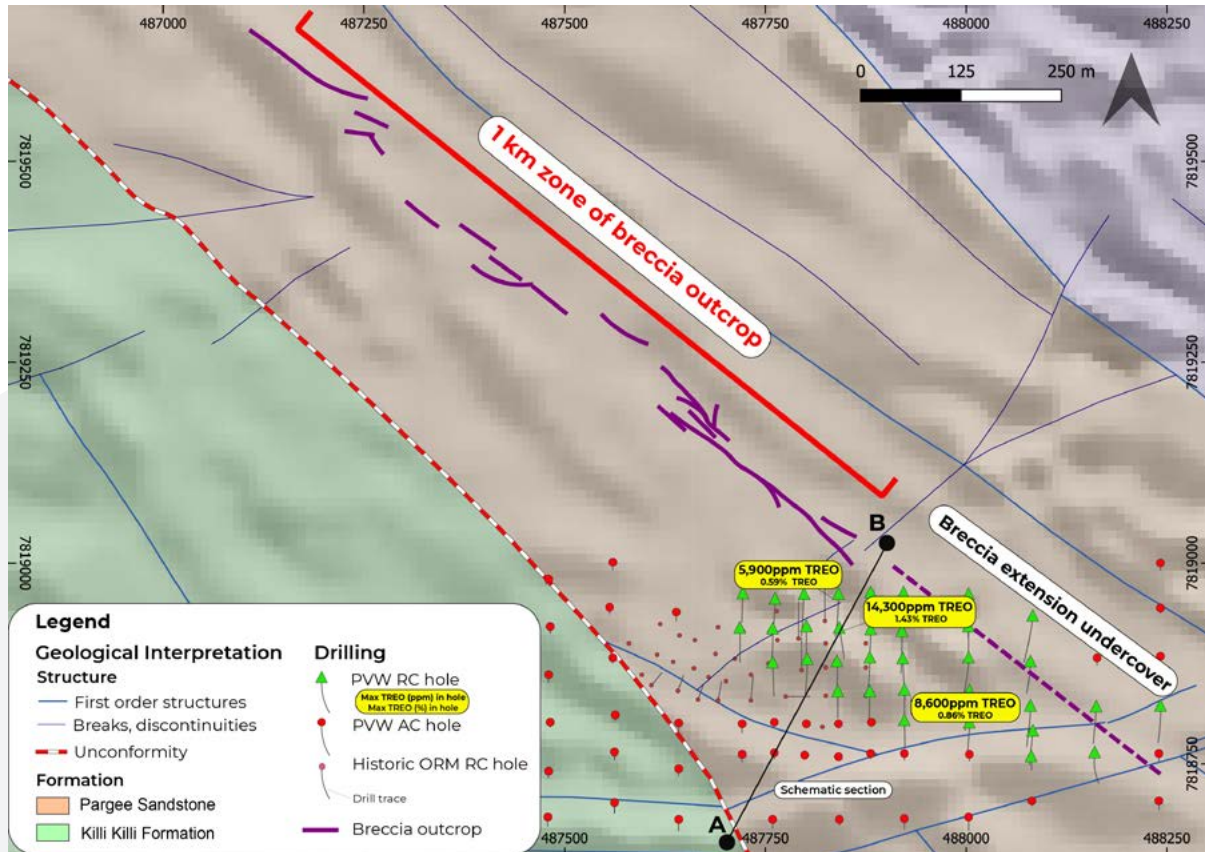 487000
487250
487500
487750
488000
488250
0
125
250 m
7819500
7819500
1 km zone of breccia outcrop
7819250
7819250
B
Breccia extension undercover
7819000
7819000
5,900ppm TREO
0.59% TREO
14,300ppm TREO
1.43% TREO
8,600ppm TREO
0.86% TREO
7818750
Schematic section
A
Legend
Geological Interpretation
Structure
First order structures
Breaks, discontinuities
Unconformity
Formation
Pargee Sandstone
Killi Killi Formation
Drilling
PVW RC hole
Max TREO (ppm) in hole
Max TREO (%) in hole
PVW AC hole
Historic ORM RC hole
Drill trace
Breccia outcrop
487500
487750
488000
488250